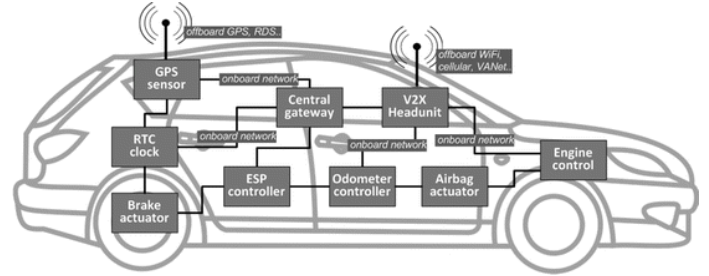 offboard GPS, RDS..
offboard WiFi,
cellular, VANet..
GPS
sensor
onboard network
Central
gateway
V2X
Headunit
RTC
clock
onboard network
onboard network
onboard network
Engine
control
ESP
controller
Odometer
controller
Airbag
actuator
Brake
actuator